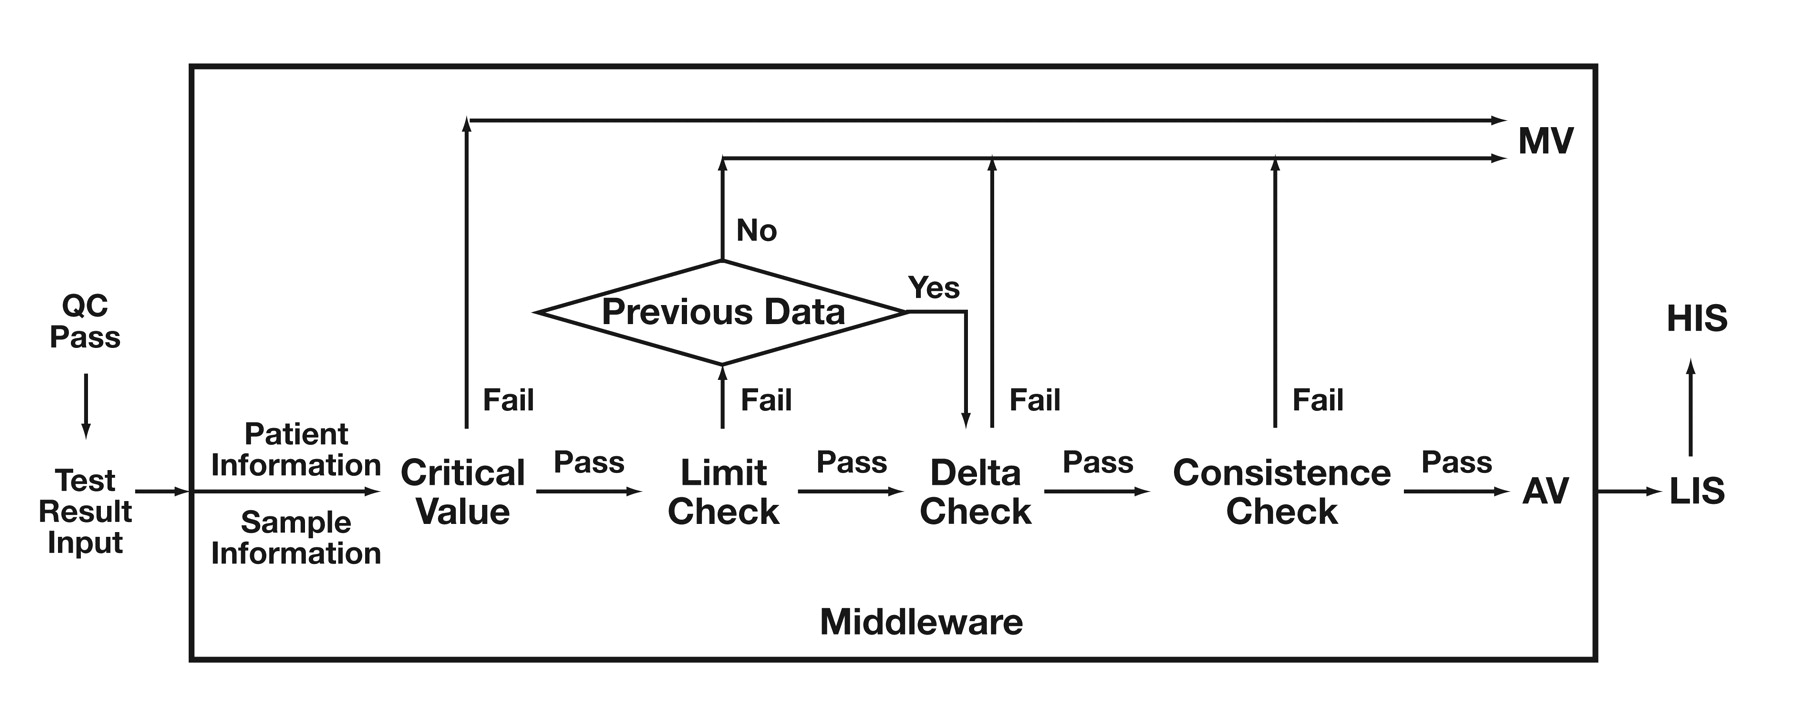 MV
No
Yes
Previous Data
QC
Pass
HIS
Fail
Fail
Fail
Fail
Patient
Information
Test
Result
Input
Sample
Information
Critical
Value
Pass
Limit
Check
Pass
Delta
Check
Pass
Consistence
Check
Pass
AV
LIS
Middleware